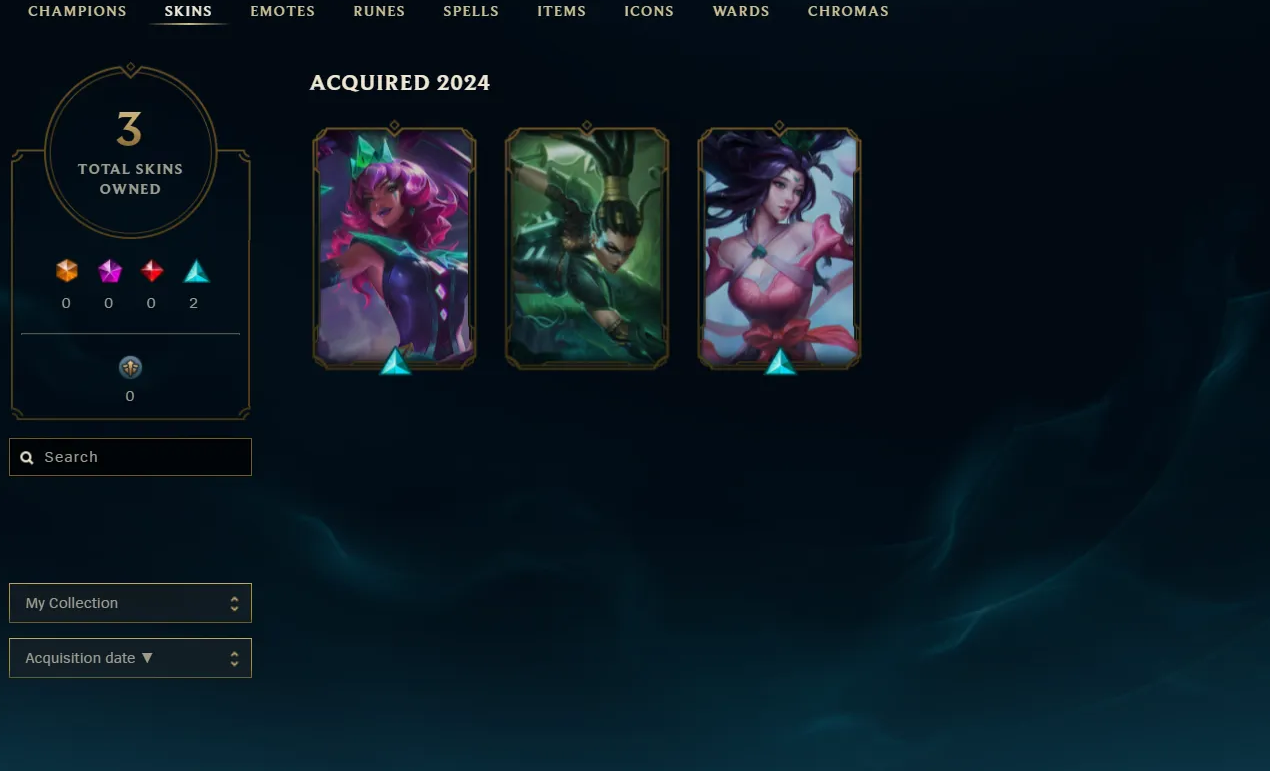 CHAMPIONS SKINS EMOTES RUNES SPELLS ITEMS ICONS WARDS CHROMAS
ACQUIRED 2024
3
TOTAL SKINS
OWNED
0 0 0 2
0
Search
My Collection
Acquisition date ▼